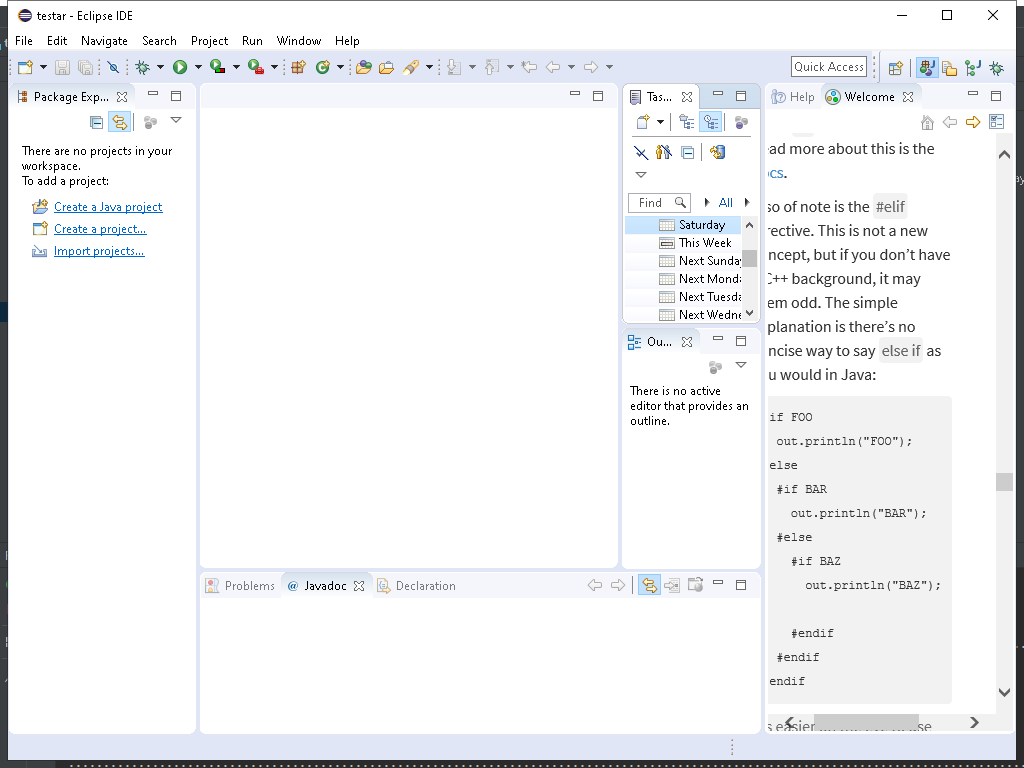 testar - Eclipse IDE
File Edit Navigate Search Project Run Window Help
Quick Access
Package Exp...
There are no projects in your
workspace.
To add a project:
Create a Java project
Create a project...
Import projects...
Tas...
Find
All
Saturday
This Week
Next Sunday
Next Monda
Next Tuesda
Next Wedne
Ou...
There is no active
editor that provides an
outline.
Problems @ Javadoc Declaration
Help Welcome
ead more about this is the
cs.
so of note is the #elif
rective. This is not a new
ncept, but if you don’t have
C++ background, it may
em odd. The simple
planation is there’s no
ncise way to say else if as
u would in Java:
if FOO
out.println("FOO");
else
#if BAR
out.println("BAR");
#else
#if BAZ
out.println("BAZ");
#endif
#endif
endif
s easier